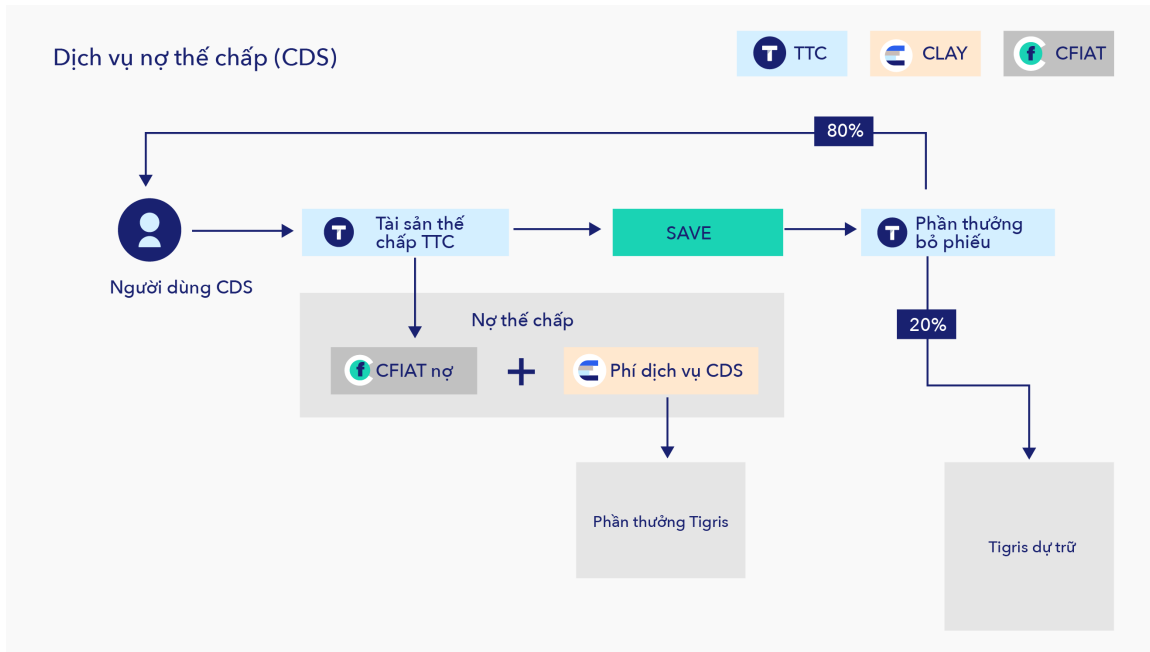 Dịch vụ nợ thế chấp (CDS)
TTC
CLAY
CFIAT
80%
Người dùng CDS
Tài sản thế
chấp TTC
SAVE
Phần thưởng
bỏ phiếu
20%
Nợ thế chấp
CFIAT nợ
+
Phí dịch vụ CDS
Phần thưởng Tigris
Tigris dự trữ